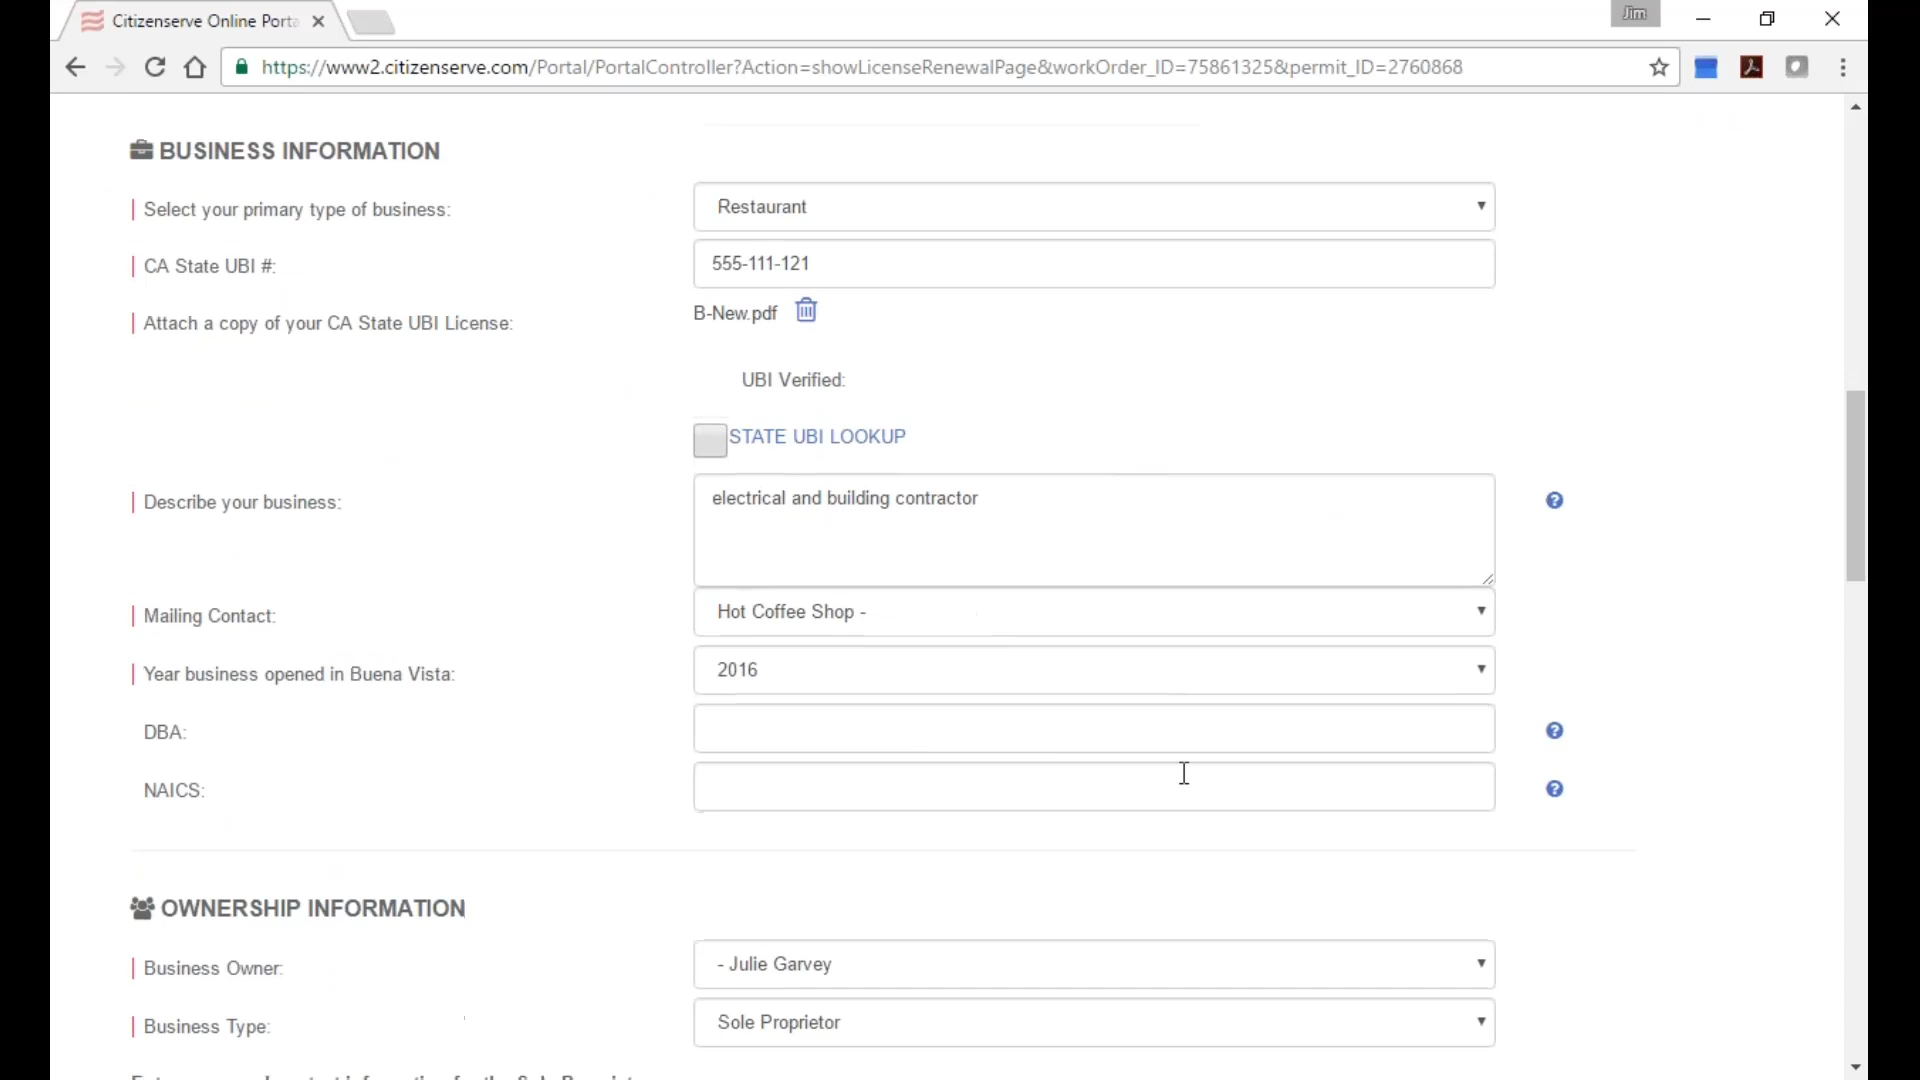 Citizenserve Online Porta
Jim
https://www2.citizenserve.com/Portal/PortalController?Action=showLicenseRenewalPage&workOrder_ID=75861325&permit_ID=2760868
BUSINESS INFORMATION
Select your primary type of business:
Restaurant
CA State UBI #:
555-111-121
Attach a copy of your CA State UBI License:
B-New.pdf
UBI Verified:
STATE UBI LOOKUP
Describe your business:
electrical and building contractor
Mailing Contact:
Hot Coffee Shop -
Year business opened in Buena Vista:
2016
DBA:
NAICS:
OWNERSHIP INFORMATION
Business Owner:
- Julie Garvey
Business Type:
Sole Proprietor